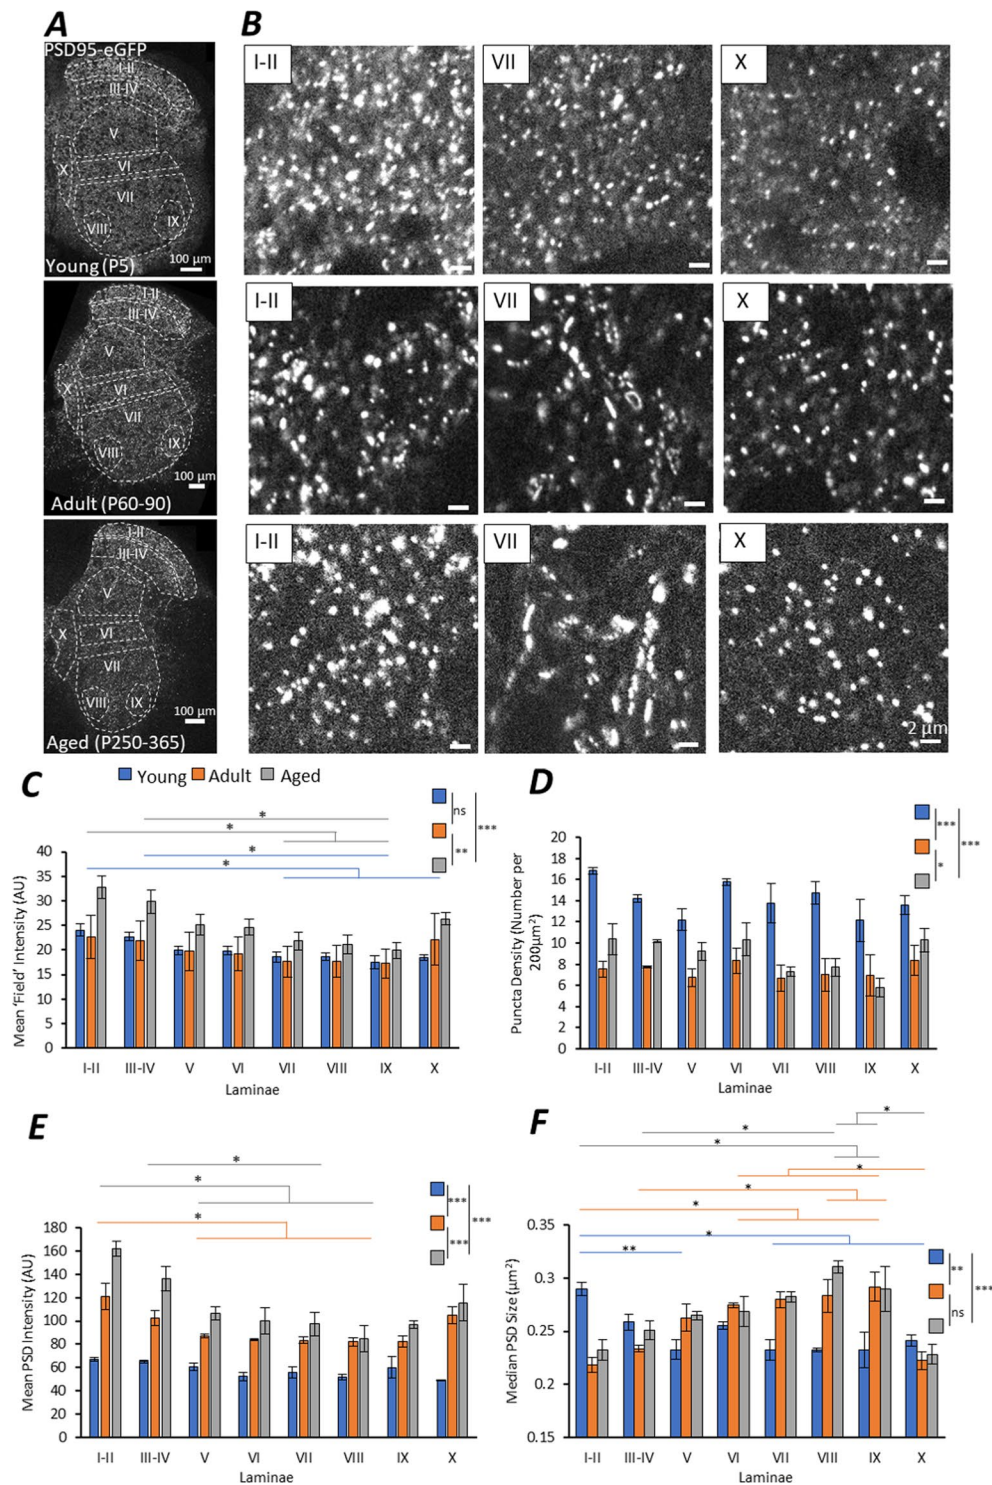 A
B
PSD95-eGFP
I-II
III-IV
V
X
VI
VII
VIII
IX
Young (P5)
100 µm
I-II
VII
X
I-II
III-IV
V
X
VI
VII
VIII
IX
100 µm
Adult (P60-90)
I-II
VII
X
I-II
III-IV
V
X
VI
VII
VIII
IX
100 µm
Aged (P250-365)
I-II
VII
X
2 µm
C
Young Adult Aged
*
*
*
*
ns
**
***
Mean 'Field' Intensity (AU)
40
35
30
25
20
15
10
5
0
I-II III-IV V VI VII VIII IX X
Laminae
D
***
*
***
Puncta Density (Number per
200µm²)
20
18
16
14
12
10
8
6
4
2
0
I-II III-IV V VI VII VIII IX X
Laminae
E
*
*
*
***
***
***
Mean PSD Intensity (AU)
180
160
140
120
100
80
60
40
20
0
I-II III-IV V VI VII VIII IX X
Laminae
F
*
*
*
*
*
*
*
**
**
ns
***
Median PSD Size (µm²)
0.35
0.3
0.25
0.2
0.15
I-II III-IV V VI VII VIII IX X
Laminae